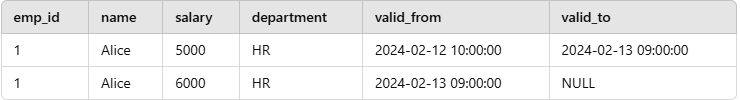 emp_id name salary department valid_from valid_to
1 Alice 5000 HR 2024-02-12 10:00:00 2024-02-13 09:00:00
1 Alice 6000 HR 2024-02-13 09:00:00 NULL